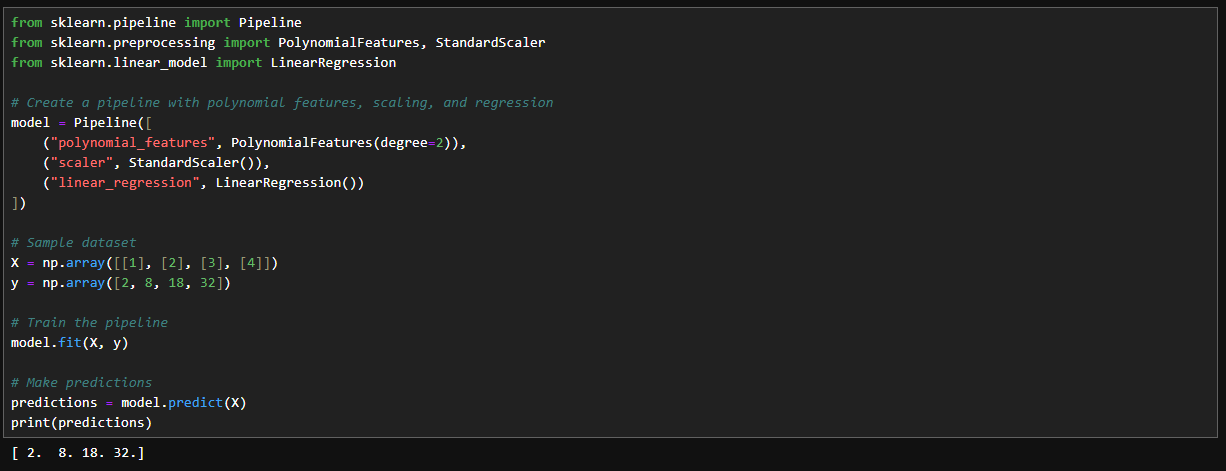 from sklearn.pipeline import Pipeline
from sklearn.preprocessing import PolynomialFeatures, StandardScaler
from sklearn.linear_model import LinearRegression
# Create a pipeline with polynomial features, scaling, and regression
model = Pipeline([
    ("polynomial_features", PolynomialFeatures(degree=2)),
    ("scaler", StandardScaler()),
    ("linear_regression", LinearRegression())
])
# Sample dataset
X = np.array([[1], [2], [3], [4]])
y = np.array([2, 8, 18, 32])
# Train the pipeline
model.fit(X, y)
# Make predictions
predictions = model.predict(X)
print(predictions)
[ 2.  8. 18. 32.]